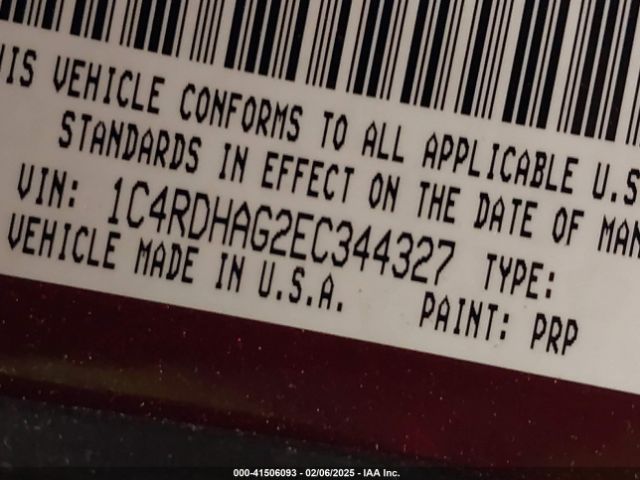 IS VEHICLE CONFORMS TO ALL APPLICABLE U.S
STANDARDS IN EFFECT ON THE DATE OF MAN
VIN: 1C4RDHAG2EC344327 TYPE:
VEHICLE MADE IN U.S.A. PAINT: PRP
000-41506093 - 02/06/2025 - IAA Inc.